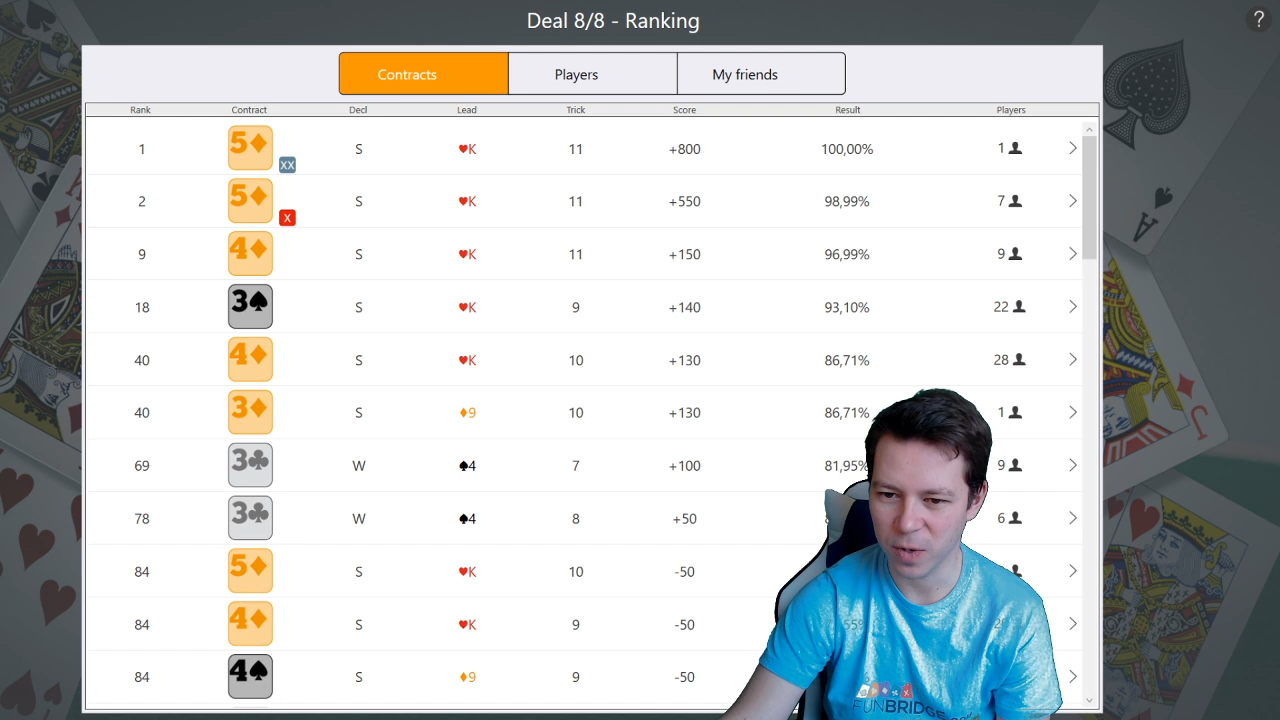 Deal 8/8 - Ranking
?
Contracts Players My friends
Rank Contract Decl Lead Trick Score Result Players
1 5♦ XX S ♥K 11 +800 100,00% 1
2 5♦ X S ♥K 11 +550 98,99% 7
9 4♦ S ♥K 11 +150 96,99% 9
18 3♠ S ♥K 9 +140 93,10% 22
40 4♦ S ♥K 10 +130 86,71% 28
40 3♦ S ♦9 10 +130 86,71% 1
69 3♣ W ♠4 7 +100 81,95% 9
78 3♣ W ♠4 8 +50 6
84 5♦ S ♥K 10 -50
84 4♦ S ♥K 9 -50
84 4♠ S ♦9 9 -50
FUNBRIDGE
A
J